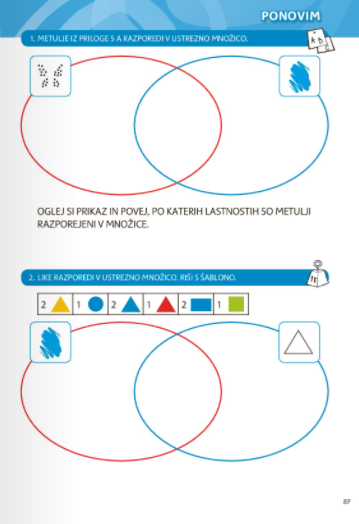 PONOVIM
1. METULJE IZ PRILOGE 5 A RAZPOREDI V USTREZNO MNOŽICO.
OGLEJ SI PRIKAZ IN POVEJ, PO KATERIH LASTNOSTIH SO METULJI
RAZPOREJENI V MNOŽICE.
2. LIKE RAZPOREDI V USTREZNO MNOŽICO. RIŠI S ŠABLONO.
2 1 2 1 2 1
87